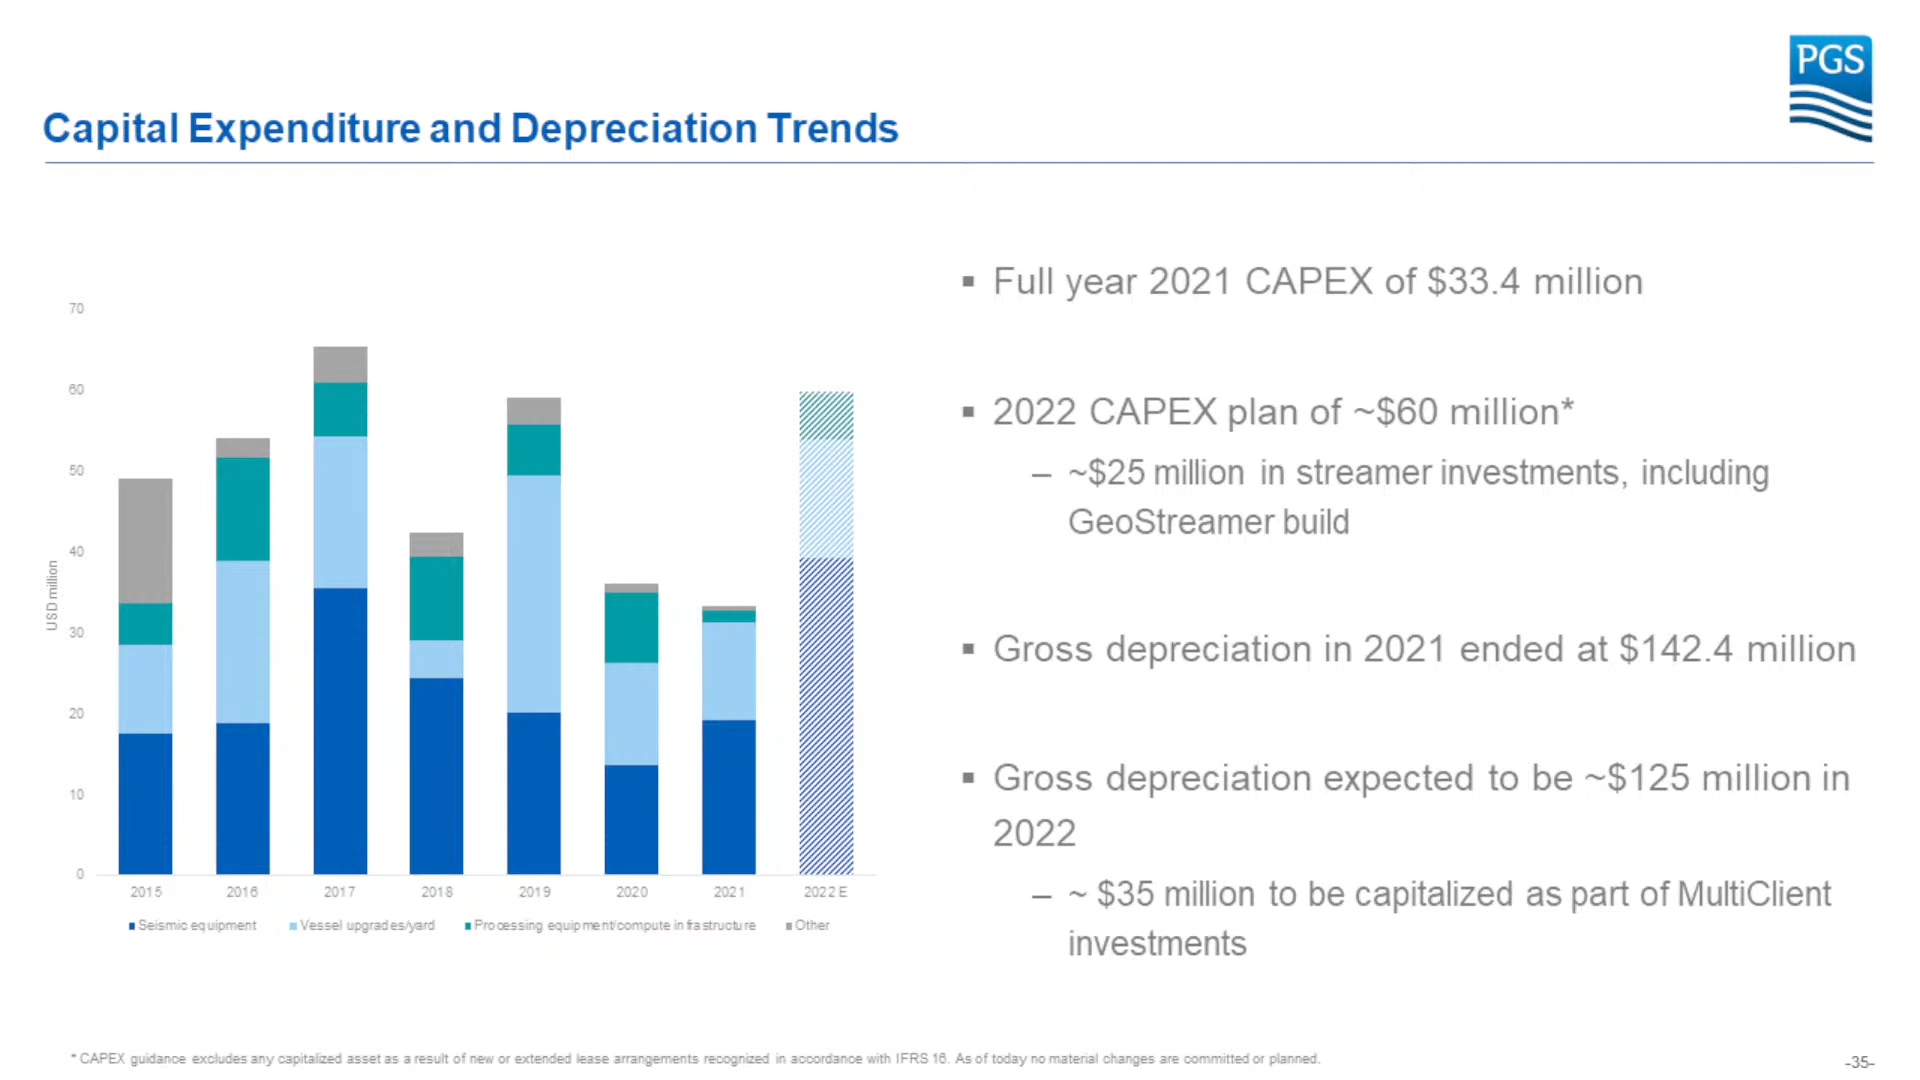 PGS
Capital Expenditure and Depreciation Trends
70
60
50
40
30
20
10
0
USD million
2015 2016 2017 2018 2019 2020 2021 2022 E
Seismic equipment Vessel upgrades/yard Processing equipment/compute infrastructure Other
▪ Full year 2021 CAPEX of $33.4 million
▪ 2022 CAPEX plan of ~$60 million*
– ~$25 million in streamer investments, including
GeoStreamer build
▪ Gross depreciation in 2021 ended at $142.4 million
▪ Gross depreciation expected to be ~$125 million in
2022
– ~ $35 million to be capitalized as part of MultiClient
investments
* CAPEX guidance excludes any capitalized asset as a result of new or extended lease arrangements recognized in accordance with IFRS 16. As of today no material changes are committed or planned.
-35-